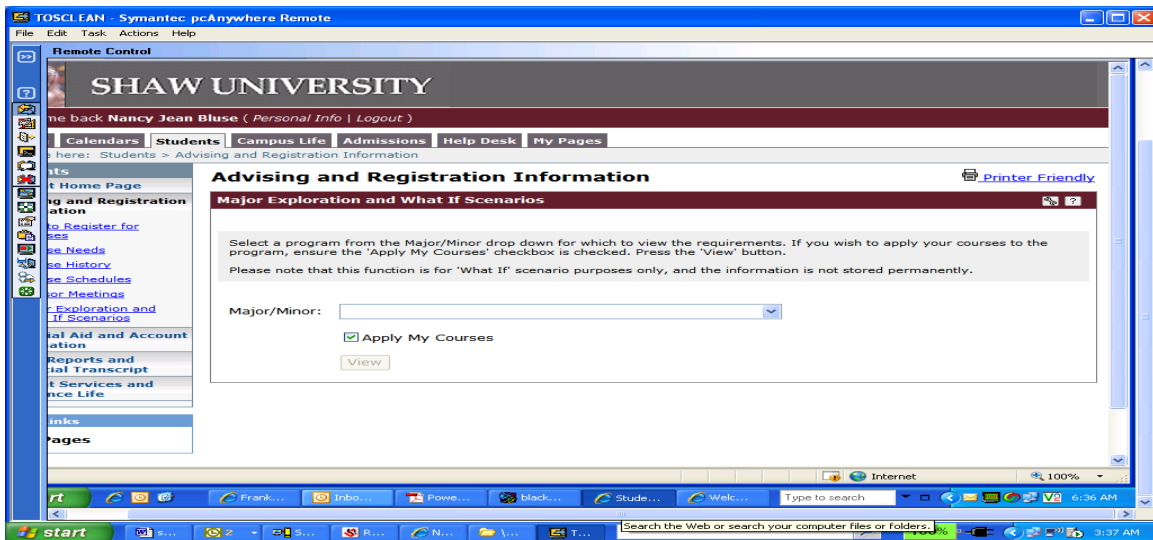 TOSCLEAN - Symantec pcAnywhere Remote
File Edit Task Actions Help
Remote Control
SHAW UNIVERSITY
me back Nancy Jean Bluse ( Personal Info | Logout )
Calendars Students Campus Life Admissions Help Desk My Pages
here: Students > Advising and Registration Information
nts
t Home Page
ng and Registration
ation
to Register for
ses
se Needs
se History
se Schedules
sor Meetings
r Exploration and
If Scenarios
ial Aid and Account
ation
Reports and
cial Transcript
t Services and
nce Life
inks
Pages
Advising and Registration Information
Printer Friendly
Major Exploration and What If Scenarios
Select a program from the Major/Minor drop down for which to view the requirements. If you wish to apply your courses to the
program, ensure the 'Apply My Courses' checkbox is checked. Press the 'View' button.
Please note that this function is for 'What If' scenario purposes only, and the information is not stored permanently.
Major/Minor:
Apply My Courses
View
Internet 100%
rt Frank... Inbo... Powe... black... Stude... Welc... Type to search V2 6:36 AM
Search the Web or search your computer files or folders.
start s... 2 S... R... N... \... T... 100% 3:37 AM